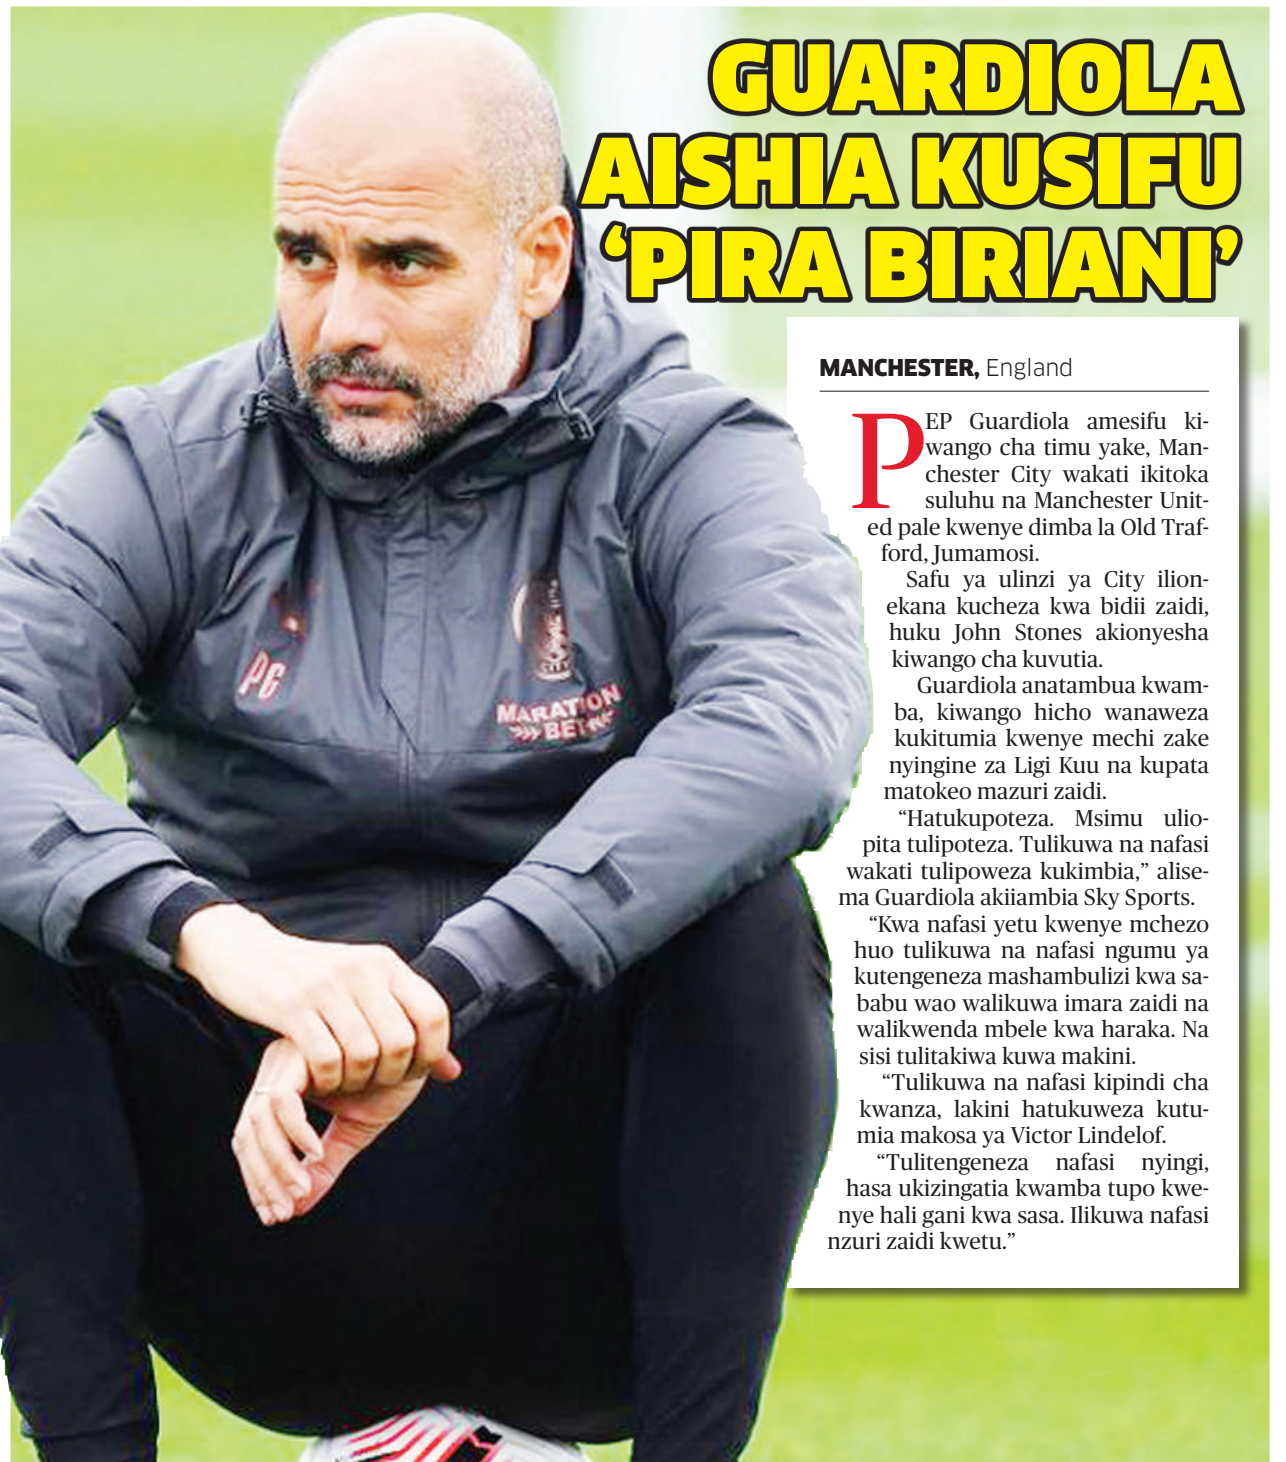 GUARDIOLA
AISHIA KUSIFU
‘PIRA BIRIANI’
MANCHESTER, England
PEP Guardiola amesifu ki-
wango cha timu yake, Man-
chester City wakati ikitoka
suluhu na Manchester Unit-
ed pale kwenye dimba la Old Traf-
ford, Jumamosi.
Safu ya ulinzi ya City ilion-
ekana kucheza kwa bidii zaidi,
huku John Stones akionyesha
kiwango cha kuvutia.
Guardiola anatambua kwam-
ba, kiwango hicho wanaweza
kukitumia kwenye mechi zake
nyingine za Ligi Kuu na kupata
matokeo mazuri zaidi.
“Hatukupoteza. Msimu ulio-
pita tulipoteza. Tulikuwa na nafasi
wakati tulipoweza kukimbia,” alise-
ma Guardiola akiiambia Sky Sports.
“Kwa nafasi yetu kwenye mchezo
huo tulikuwa na nafasi ngumu ya
kutengeneza mashambulizi kwa sa-
babu wao walikuwa imara zaidi na
walikwenda mbele kwa haraka. Na
sisi tulitakiwa kuwa makini.
“Tulikuwa na nafasi kipindi cha
kwanza, lakini hatukuweza kutu-
mia makosa ya Victor Lindelof.
“Tulitengeneza nafasi nyingi,
hasa ukizingatia kwamba tupo kwe-
nye hali gani kwa sasa. Ilikuwa nafasi
nzuri zaidi kwetu.”
PG
MARATHON
BET